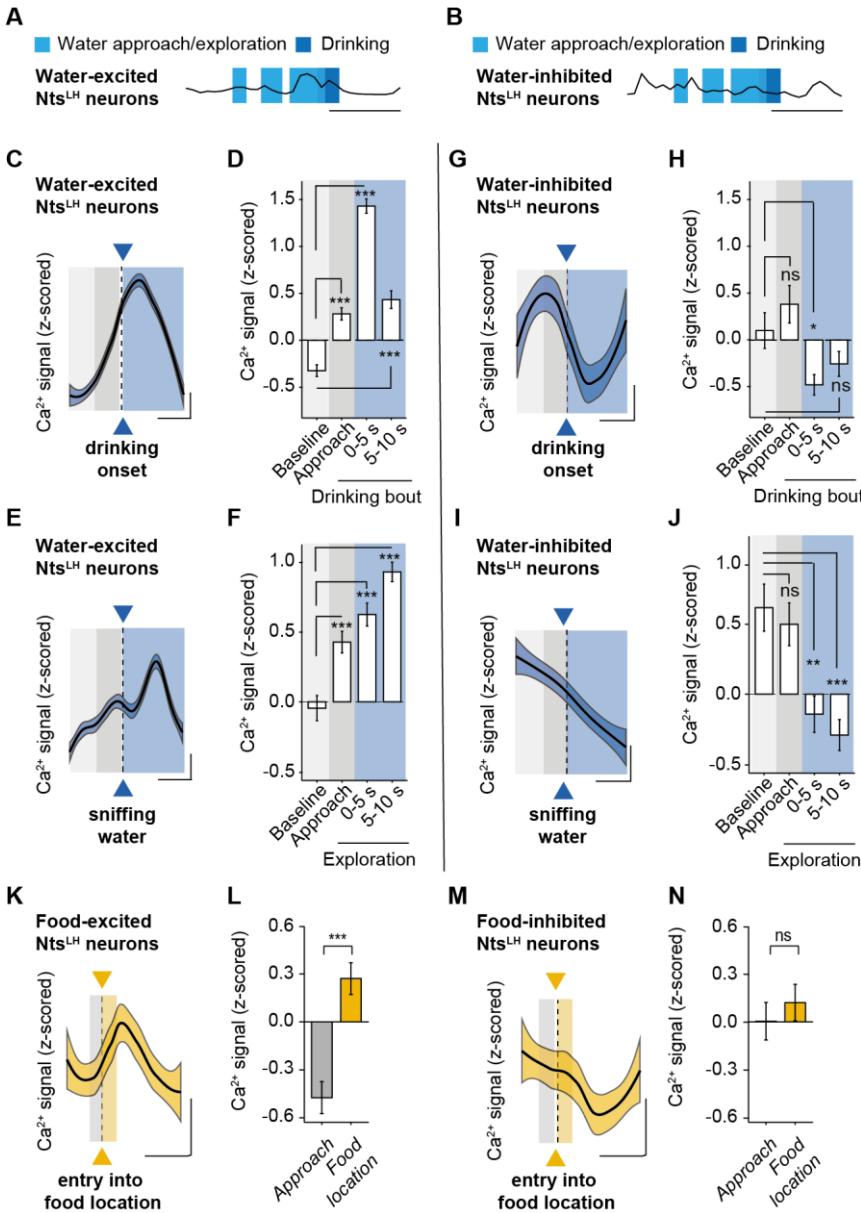 A
Water approach/exploration Drinking
Water-excited
Nts^LH neurons
B
Water approach/exploration Drinking
Water-inhibited
Nts^LH neurons
C
Water-excited
Nts^LH neurons
Ca²⁺ signal (z-scored)
drinking
onset
D
Ca²⁺ signal (z-scored)
1.5
1.0
0.5
0.0
-0.5
***
***
***
Baseline
Approach
0-5 s
5-10 s
Drinking bout
E
Water-excited
Nts^LH neurons
Ca²⁺ signal (z-scored)
sniffing
water
F
Ca²⁺ signal (z-scored)
1.0
0.5
0.0
-0.5
***
***
***
Baseline
Approach
0-5 s
5-10 s
Exploration
G
Water-inhibited
Nts^LH neurons
Ca²⁺ signal (z-scored)
drinking
onset
H
Ca²⁺ signal (z-scored)
1.5
1.0
0.5
0.0
-0.5
ns
*
ns
Baseline
Approach
0-5 s
5-10 s
Drinking bout
I
Water-inhibited
Nts^LH neurons
Ca²⁺ signal (z-scored)
sniffing
water
J
Ca²⁺ signal (z-scored)
1.0
0.5
0.0
-0.5
ns
**
***
Baseline
Approach
0-5 s
5-10 s
Exploration
K
Food-excited
Nts^LH neurons
Ca²⁺ signal (z-scored)
entry into
food location
L
Ca²⁺ signal (z-scored)
0.6
0.3
0.0
-0.3
-0.6
***
Approach
Food
location
M
Food-inhibited
Nts^LH neurons
Ca²⁺ signal (z-scored)
entry into
food location
N
Ca²⁺ signal (z-scored)
0.6
0.3
0.0
-0.3
-0.6
ns
Approach
Food
location